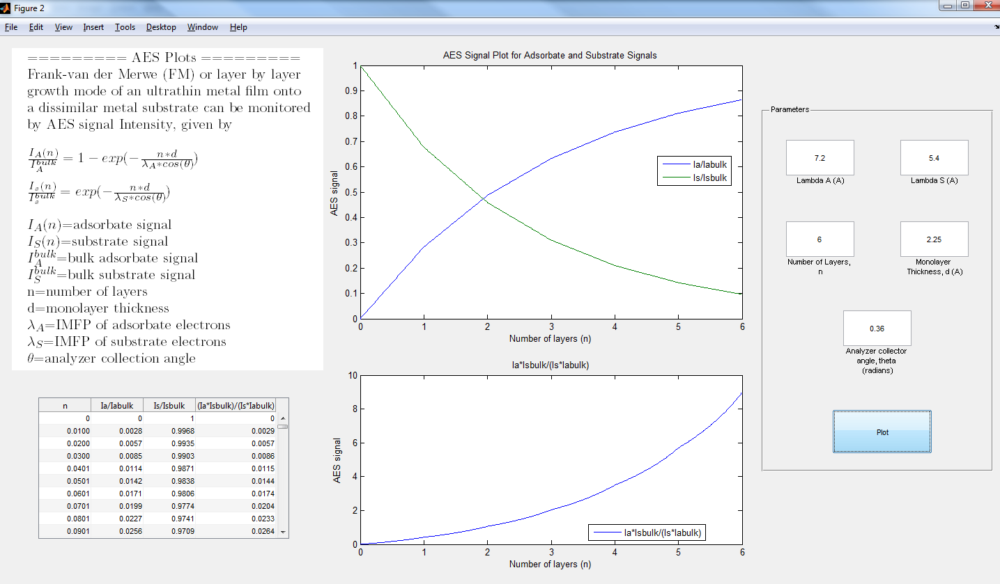 Figure 2
File Edit View Insert Tools Desktop Window Help
========= AES Plots =========
Frank-van der Merwe (FM) or layer by layer
growth mode of an ultrathin metal film onto
a dissimilar metal substrate can be monitored
by AES signal Intensity, given by
I_A(n)/I_A^{bulk} = 1 − exp(− n*d/λ_A*cos(θ))
I_s(n)/I_s^{bulk} = exp(− n*d/λ_S*cos(θ))
I_A(n)=adsorbate signal
I_S(n)=substrate signal
I_A^{bulk}=bulk adsorbate signal
I_S^{bulk}=bulk substrate signal
n=number of layers
d=monolayer thickness
λ_A=IMFP of adsorbate electrons
λ_S=IMFP of substrate electrons
θ=analyzer collection angle
n Ia/Iabulk Is/Isbulk (Ia*Isbulk)/(Is*Iabulk)
0 0 1 0
0.0100 0.0028 0.9968 0.0029
0.0200 0.0057 0.9935 0.0057
0.0300 0.0085 0.9903 0.0086
0.0401 0.0114 0.9871 0.0115
0.0501 0.0142 0.9838 0.0144
0.0601 0.0171 0.9806 0.0174
0.0701 0.0199 0.9774 0.0204
0.0801 0.0227 0.9741 0.0233
0.0901 0.0256 0.9709 0.0264
AES Signal Plot for Adsorbate and Substrate Signals
AES signal
1
0.9
0.8
0.7
0.6
0.5
0.4
0.3
0.2
0.1
0
0 1 2 3 4 5 6
Number of layers (n)
Ia/Iabulk
Is/Isbulk
Ia*Isbulk/(Is*Iabulk)
AES signal
10
8
6
4
2
0
0 1 2 3 4 5 6
Number of layers (n)
Ia*Isbulk/(Is*Iabulk)
Parameters
7.2
Lambda A (A)
5.4
Lambda S (A)
6
Number of Layers,
n
2.25
Monolayer
Thickness, d (A)
0.36
Analyzer collector
angle, theta
(radians)
Plot